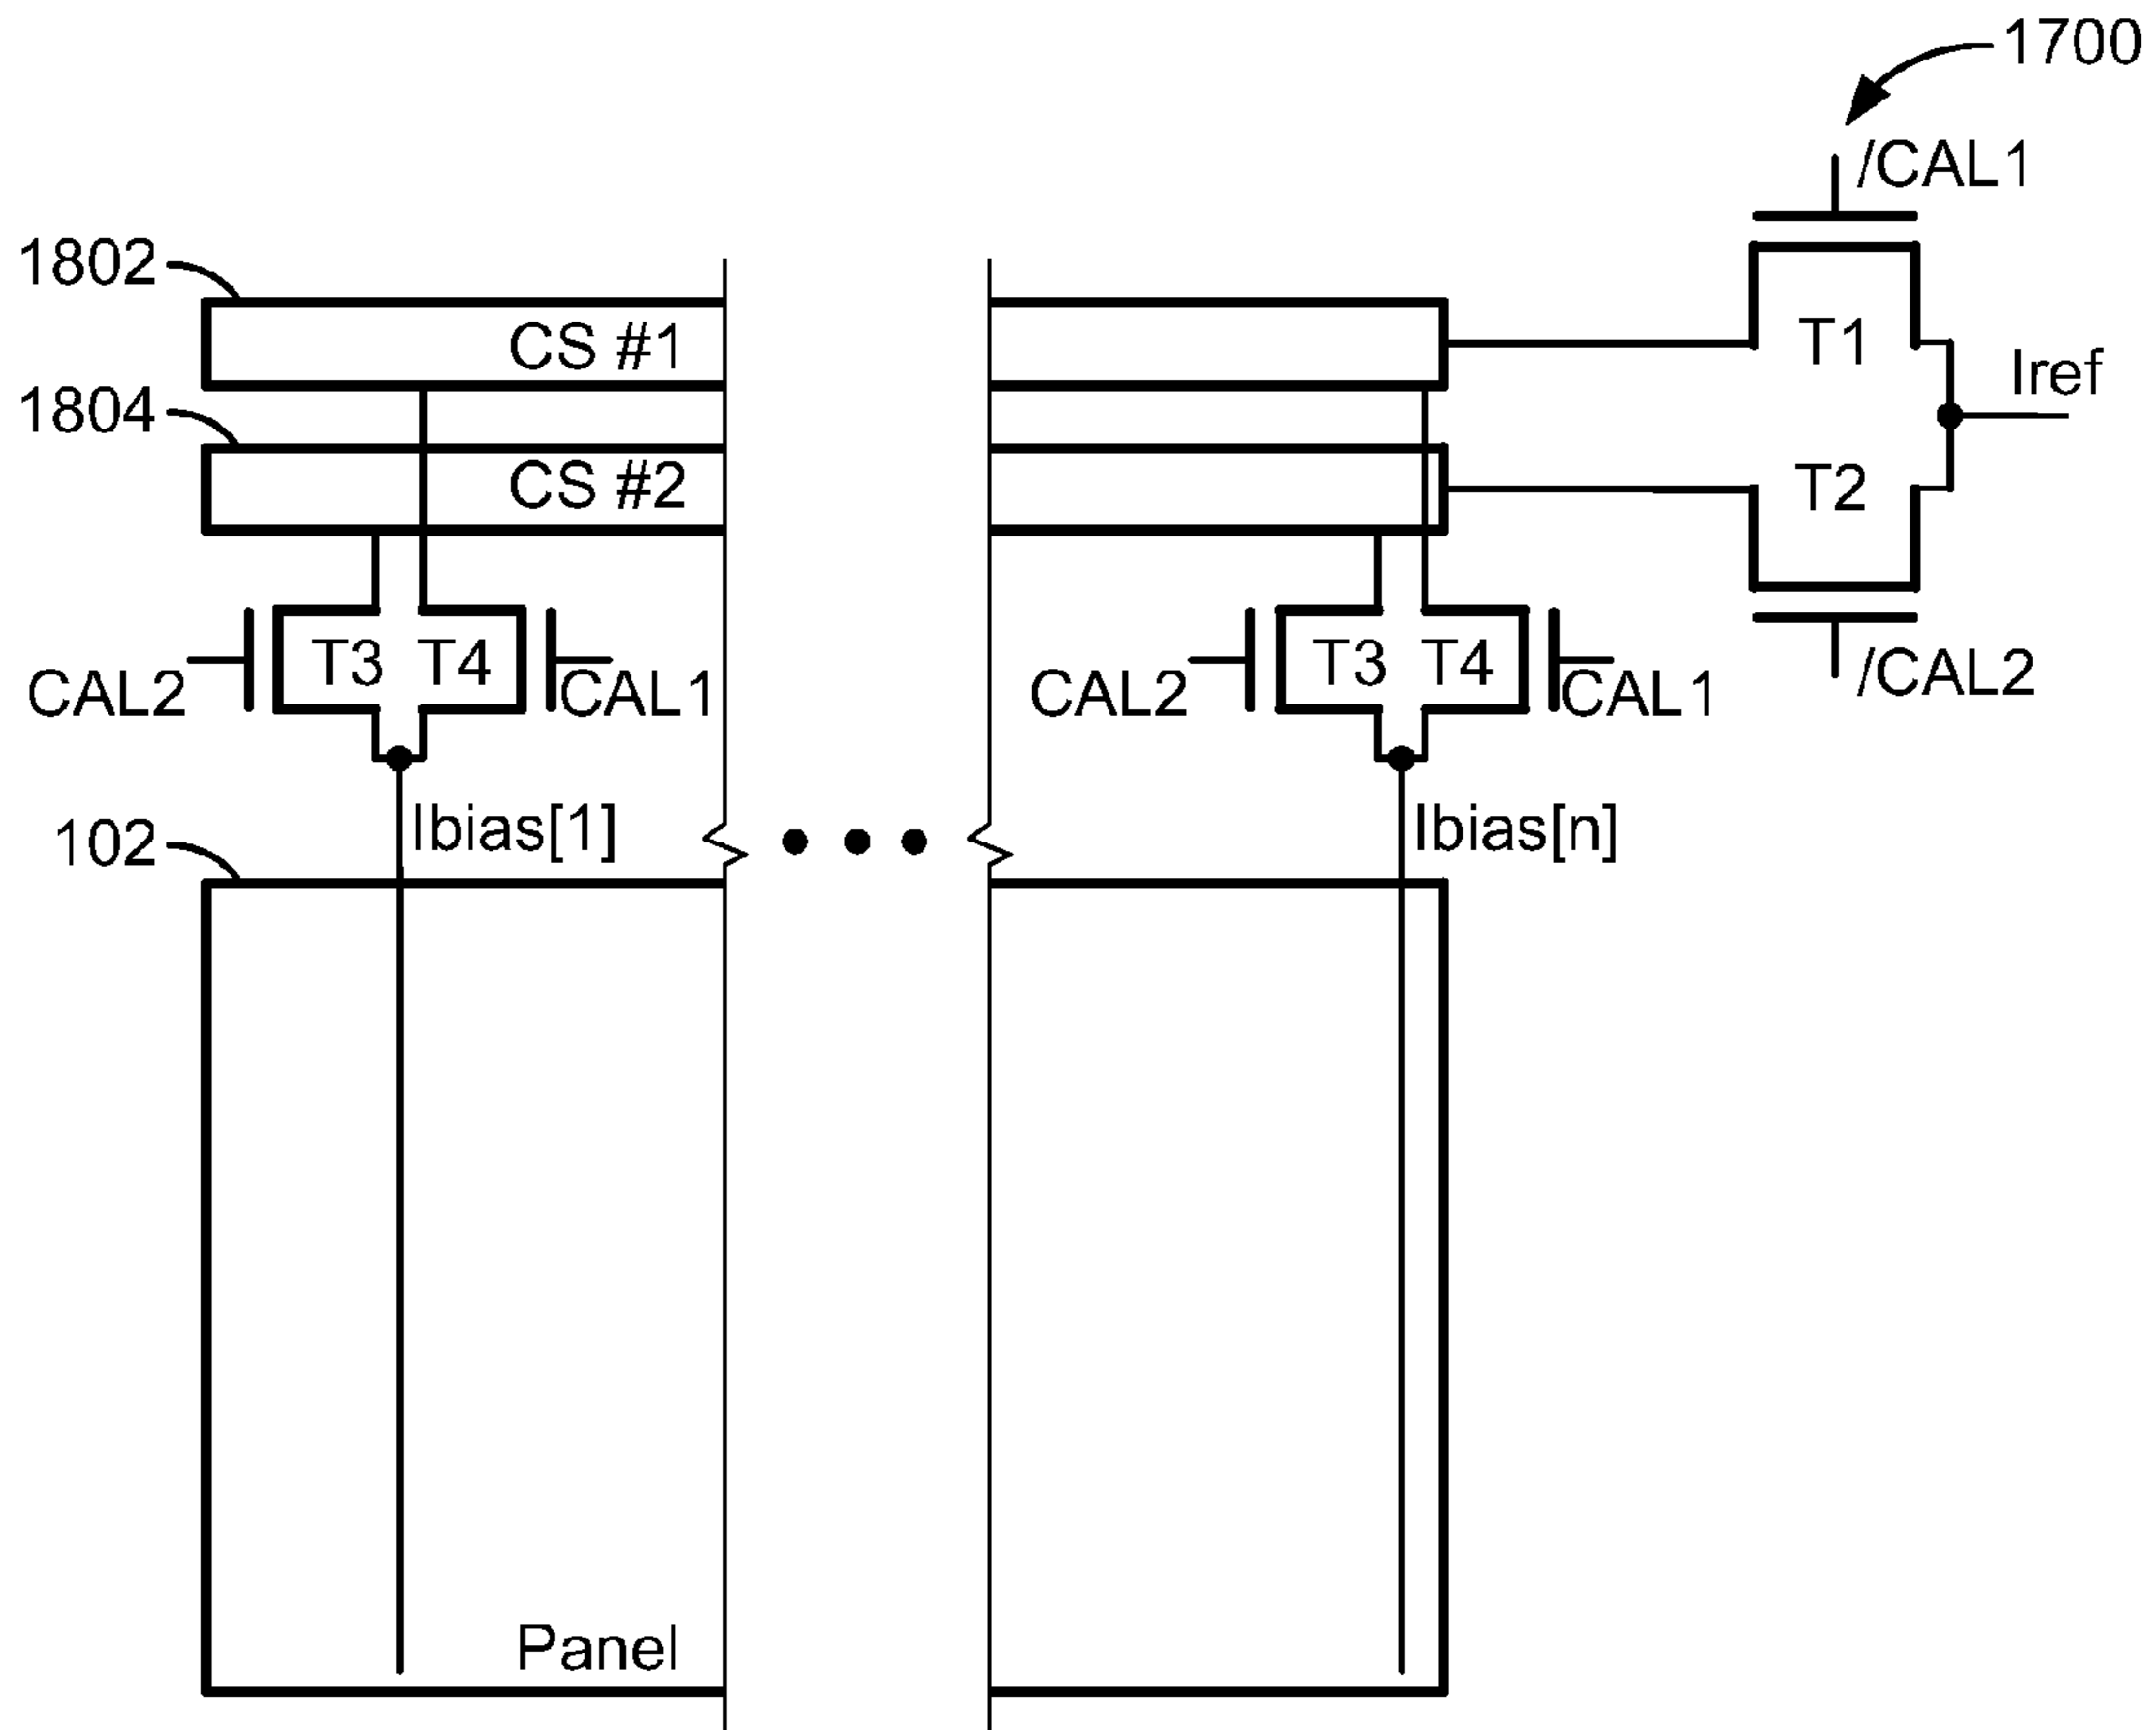 1700
/CAL1
1802
CS #1
T1
Iref
1804
CS #2
T2
CAL2
T3
T4
CAL1
CAL2
T3
T4
CAL1
/CAL2
102
Ibias[1]
Ibias[n]
Panel